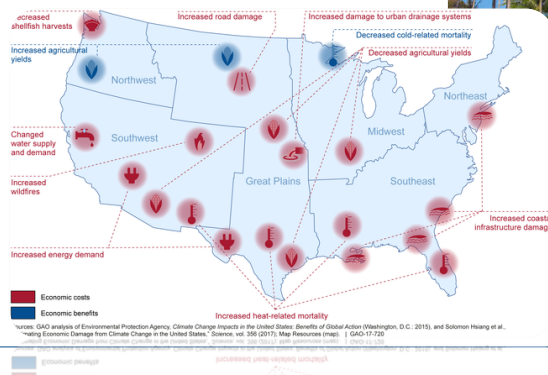 shellfish harvests
Increased road damage
Increased damage to urban drainage systems
Decreased cold-related mortality
Increased agricultural
yields
Decreased agricultural yields
Northwest
Northeast
Changed
water supply
and demand
Southwest
Midwest
Great Plains
Southeast
Increased
wildfires
Increased
infrastructure
Increased energy demand
Economic costs
Economic benefits
Increased heat-related mortality
GAO analysis of Environmental Protection Agency, Climate Change Impacts in the United States: Benefits of Global Action (Washington, D.C.: 2015), and Solomon Hsiang et al.,
Economic Damage from Climate Change in the United States," Science, vol. 356 (2017); Map Resources (map). | GAO-17-720